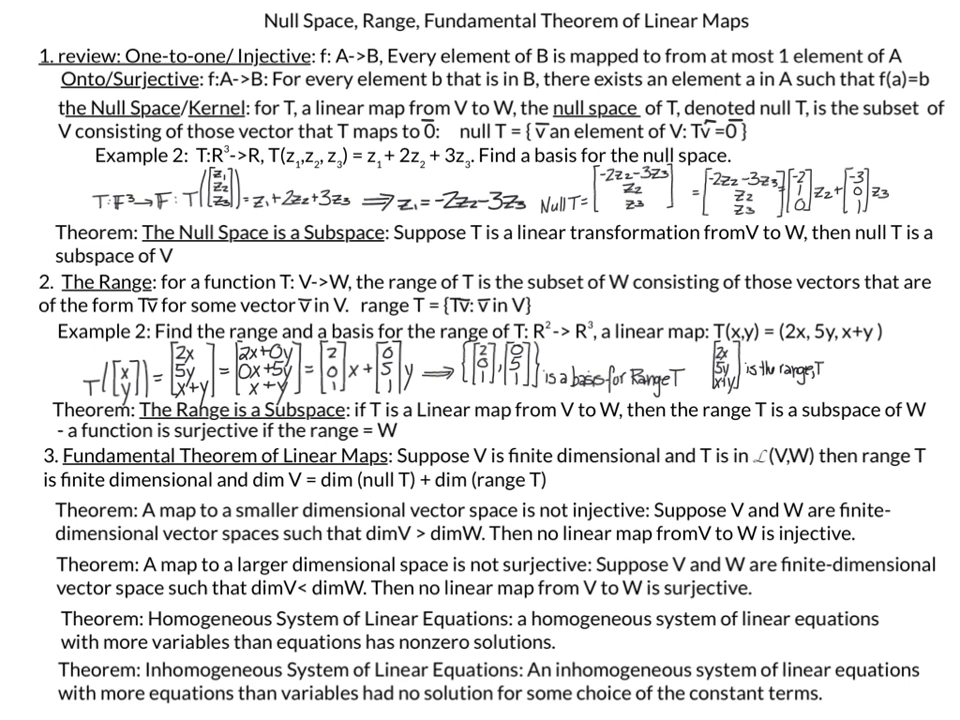 Null Space, Range, Fundamental Theorem of Linear Maps
1. review: One-to-one/ Injective: f: A->B, Every element of B is mapped to from at most 1 element of A
Onto/Surjective: f:A->B: For every element b that is in B, there exists an element a in A such that f(a)=b
the Null Space/Kernel: for T, a linear map from V to W, the null space of T, denoted null T, is the subset of
V consisting of those vector that T maps to 0̅: null T = { v̅ an element of V: Tv̅ =0̅ }
Example 2: T:R³->R, T(z₁,z₂, z₃) = z₁ + 2z₂ + 3z₃. Find a basis for the null space.
T:F³→F: T([z₁ z₂ z₃]) = z₁+2z₂+3z₃ ⇒ z₁=-2z₂-3z₃ Null T = [-2z₂-3z₃ z₂ z₃] = [-2z₂-3z₃ z₂ z₃] [-2 1 0] z₂ + [-3 0 1] z₃
Theorem: The Null Space is a Subspace: Suppose T is a linear transformation fromV to W, then null T is a
subspace of V
2. The Range: for a function T: V->W, the range of T is the subset of W consisting of those vectors that are
of the form Tv̅ for some vector v̅ in V. range T = {Tv̅: v̅ in V}
Example 2: Find the range and a basis for the range of T: R²-> R³, a linear map: T(x,y) = (2x, 5y, x+y )
T([x y]) = [2x 5y x+y] = [2x+0y 0x+5y x+y] = [2 0 1] x + [0 5 1] y ⇒ {[2 0 1], [0 5 1]} is a basis for Range T [2x 5y x+y] is the range, T
Theorem: The Range is a Subspace: if T is a Linear map from V to W, then the range T is a subspace of W
- a function is surjective if the range = W
3. Fundamental Theorem of Linear Maps: Suppose V is finite dimensional and T is in ℒ(V,W) then range T
is finite dimensional and dim V = dim (null T) + dim (range T)
Theorem: A map to a smaller dimensional vector space is not injective: Suppose V and W are finite-
dimensional vector spaces such that dimV > dimW. Then no linear map fromV to W is injective.
Theorem: A map to a larger dimensional space is not surjective: Suppose V and W are finite-dimensional
vector space such that dimV< dimW. Then no linear map from V to W is surjective.
Theorem: Homogeneous System of Linear Equations: a homogeneous system of linear equations
with more variables than equations has nonzero solutions.
Theorem: Inhomogeneous System of Linear Equations: An inhomogeneous system of linear equations
with more equations than variables had no solution for some choice of the constant terms.